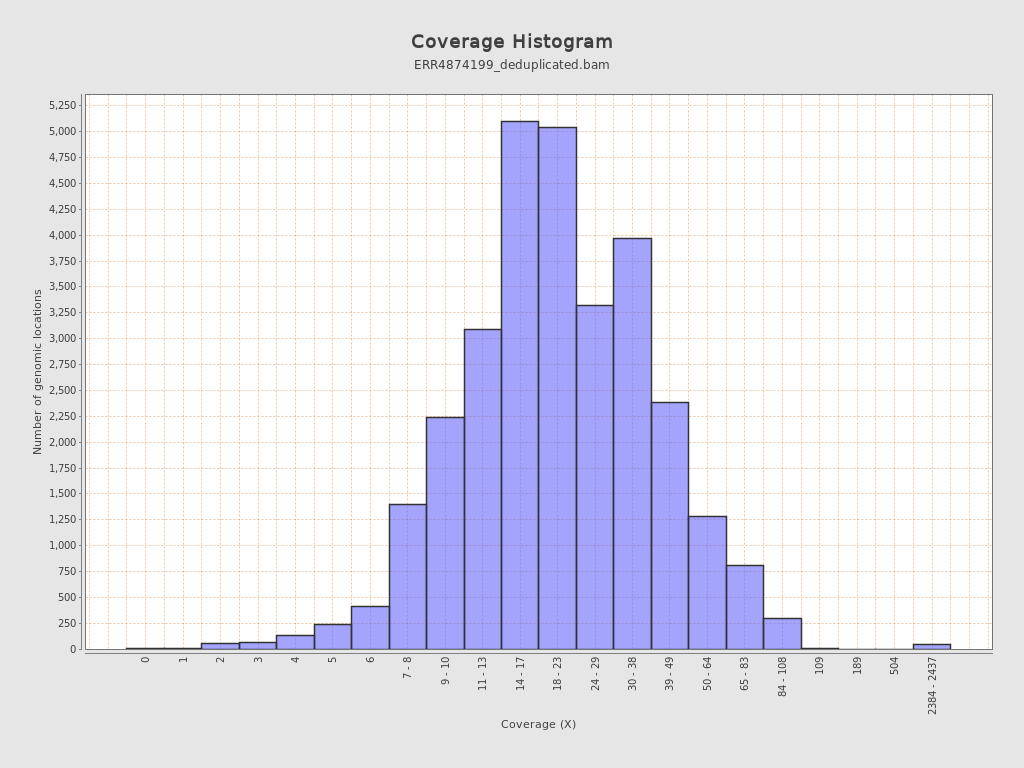 Coverage Histogram
ERR4874199_deduplicated.bam
Number of genomic locations
5,250
5,000
4,750
4,500
4,250
4,000
3,750
3,500
3,250
3,000
2,750
2,500
2,250
2,000
1,750
1,500
1,250
1,000
750
500
250
0
0
1
2
3
4
5
6
7 - 8
9 - 10
11 - 13
14 - 17
18 - 23
24 - 29
30 - 38
39 - 49
50 - 64
65 - 83
84 - 108
109
189
504
2384 - 2437
Coverage (X)